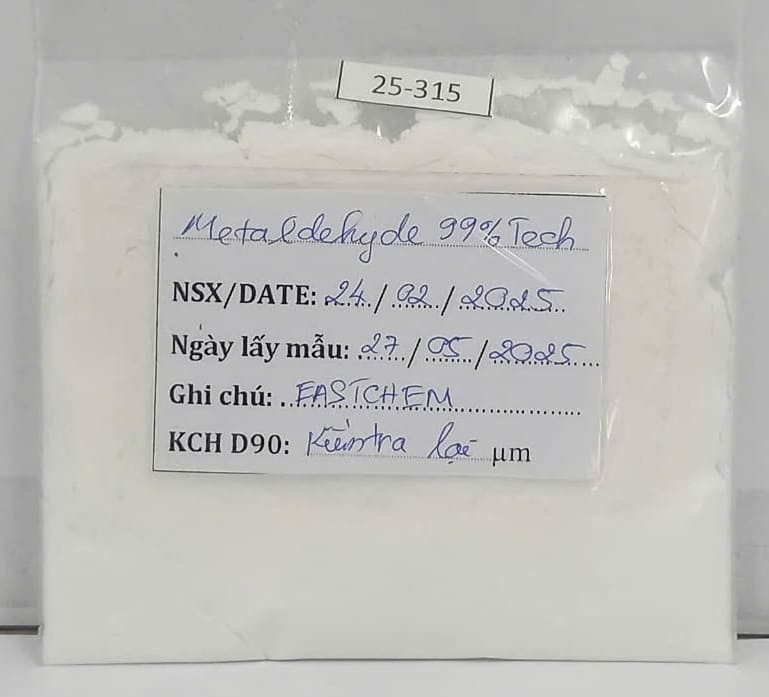 25-315
Metaldehyde 99% Tech
NSX/DATE: 24/02/2025
Ngày lấy mẫu: 27/05/2025
Ghi chú: EASTCHEM
KCH D90: Kiểm tra lại µm